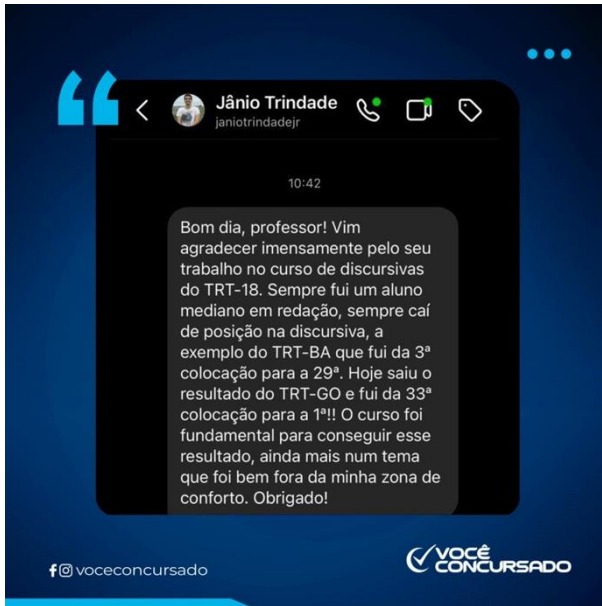 Jânio Trindade
janiotrindadejr
10:42
Bom dia, professor! Vim
agradecer imensamente pelo seu
trabalho no curso de discursivas
do TRT-18. Sempre fui um aluno
mediano em redação, sempre caí
de posição na discursiva, a
exemplo do TRT-BA que fui da 3ª
colocação para a 29ª. Hoje saiu o
resultado do TRT-GO e fui da 33ª
colocação para a 1ª!! O curso foi
fundamental para conseguir esse
resultado, ainda mais num tema
que foi bem fora da minha zona de
conforto. Obrigado!
voceconcursado
VOCÊ
CONCURSADO